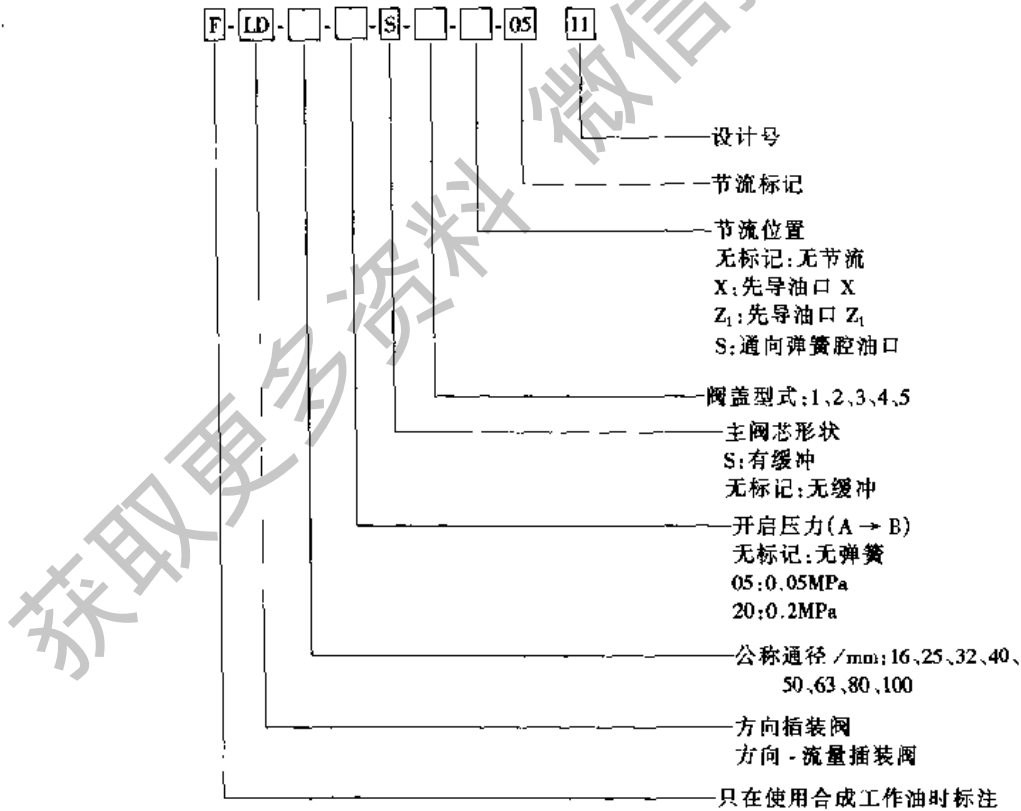 F-LD-□-□S-□-□-05 11
设计号
节流标记
节流位置
无标记:无节流
X:先导油口 X
Z₁:先导油口 Z₁
S:通向弹簧腔油口
阀盖型式:1、2、3、4、5
主阀芯形状
S:有缓冲
无标记:无缓冲
开启压力(A → B)
无标记:无弹簧
05:0.05MPa
20:0.2MPa
公称通径/mm:16、25、32、40、
50、63、80、100
方向插装阀
方向-流量插装阀
只在使用合成工作油时标注
获取更多资料 微信